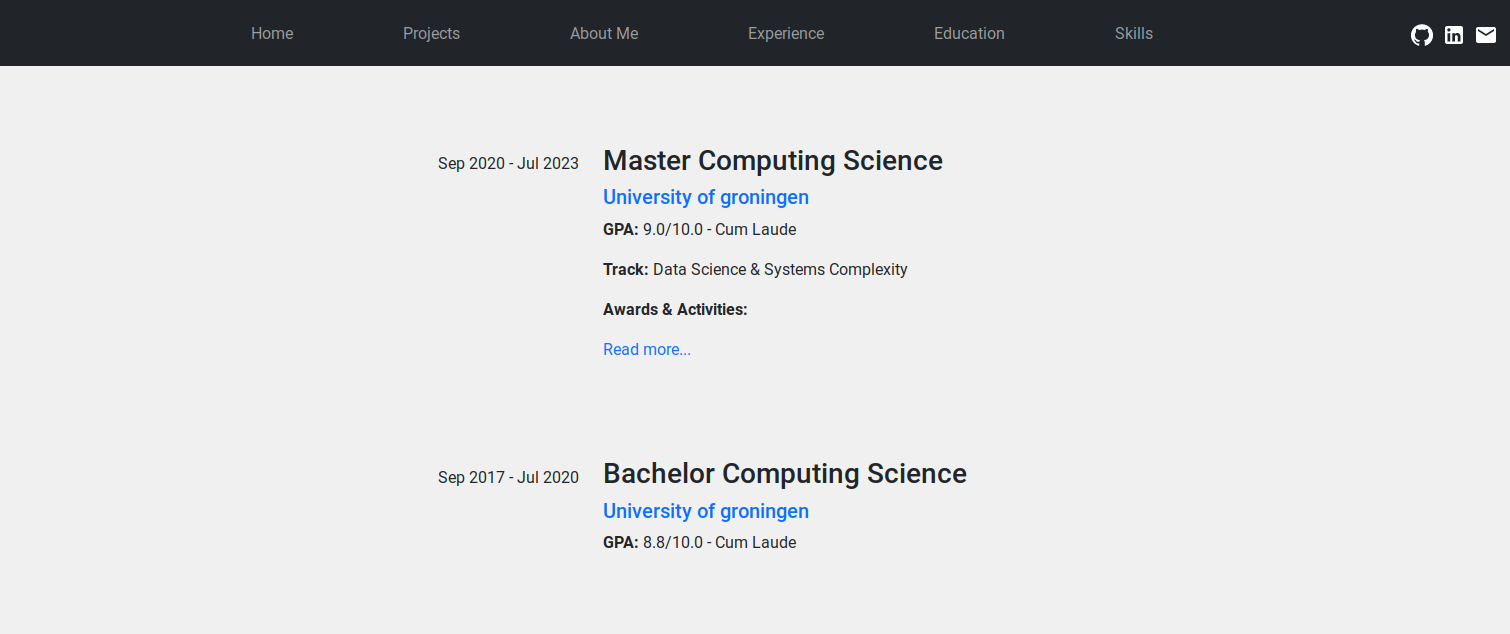 Home Projects About Me Experience Education Skills
Sep 2020 - Jul 2023
Master Computing Science
University of groningen
GPA: 9.0/10.0 - Cum Laude
Track: Data Science & Systems Complexity
Awards & Activities:
Read more...
Sep 2017 - Jul 2020
Bachelor Computing Science
University of groningen
GPA: 8.8/10.0 - Cum Laude